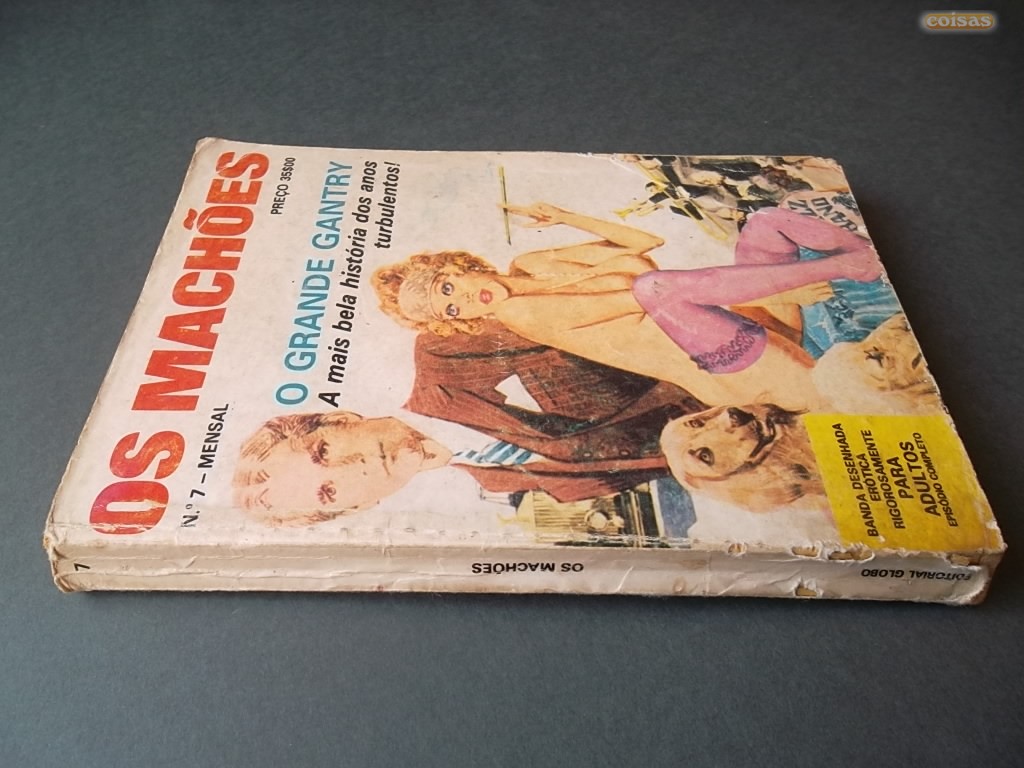 coisas
OS MACHÕES
PREÇO 35$00
N.º 7 – MENSAL
O GRANDE GANTRY
A mais bela história dos anos
turbulentos!
BANDA DESENHADA
ERÓTICA
RIGOROSAMENTE
PARA
ADULTOS
EPISÓDIO COMPLETO
7
OS MACHÕES
EDITORIAL GLOBO